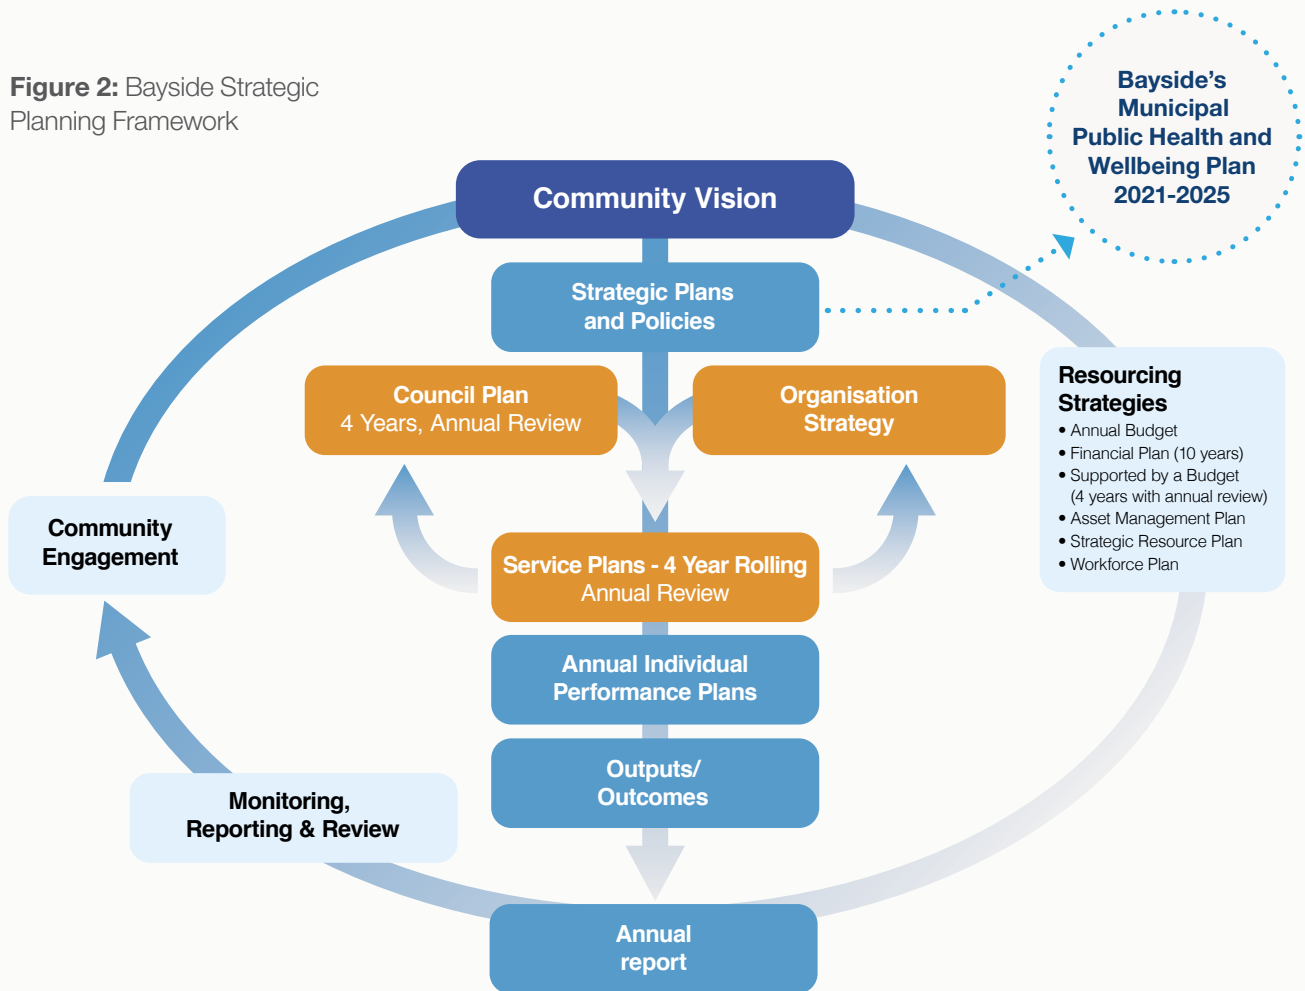 Figure 2: Bayside Strategic
Planning Framework
Bayside's
Municipal
Public Health and
Wellbeing Plan
2021-2025
Community Vision
Strategic Plans
and Policies
Council Plan
4 Years, Annual Review
Organisation
Strategy
Resourcing
Strategies
• Annual Budget
• Financial Plan (10 years)
• Supported by a Budget
(4 years with annual review)
• Asset Management Plan
• Strategic Resource Plan
• Workforce Plan
Community
Engagement
Service Plans - 4 Year Rolling
Annual Review
Annual Individual
Performance Plans
Outputs/
Outcomes
Monitoring,
Reporting & Review
Annual
report